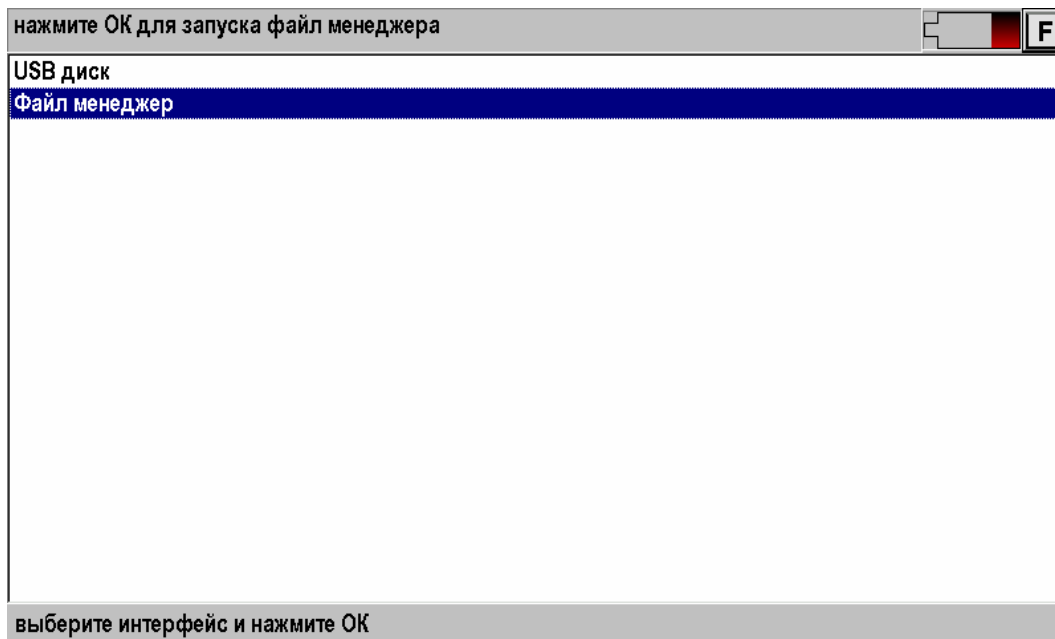 нажмите ОК для запуска файл менеджера
F
USB диск
Файл менеджер
выберите интерфейс и нажмите ОК